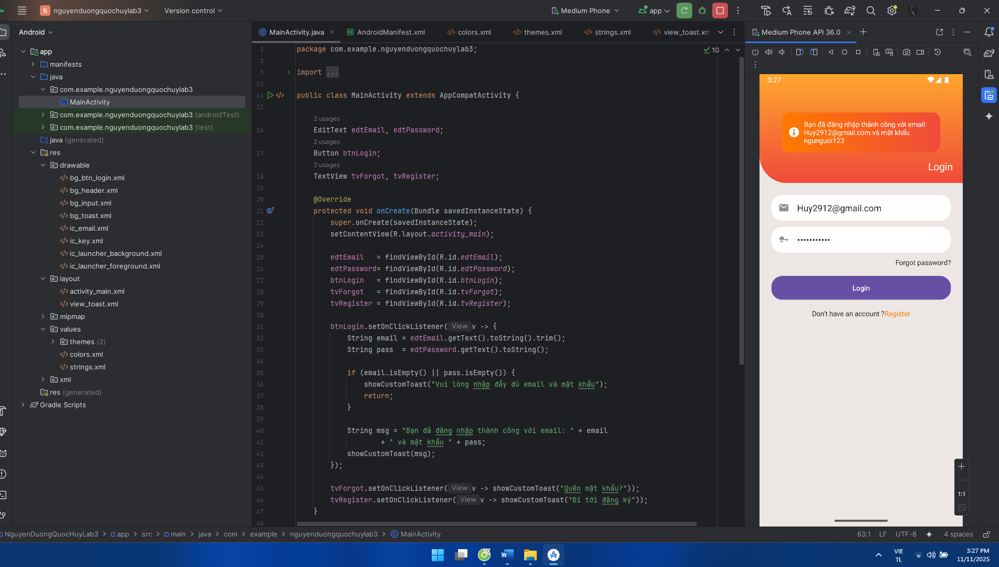 N nguyenduongquochuylab3 Version control Medium Phone app
Android
app
manifests
java
com.example.nguyenduongquochuylab3
MainActivity
com.example.nguyenduongquochuylab3 (androidTest)
com.example.nguyenduongquochuylab3 (test)
java (generated)
res
drawable
bg_btn_login.xml
bg_header.xml
bg_input.xml
bg_toast.xml
ic_email.xml
ic_key.xml
ic_launcher_background.xml
ic_launcher_foreground.xml
layout
activity_main.xml
view_toast.xml
mipmap
values
themes (2)
colors.xml
strings.xml
xml
res (generated)
Gradle Scripts
MainActivity.java AndroidManifest.xml colors.xml themes.xml strings.xml view_toast.xm
10
1 package com.example.nguyenduongquochuylab3;
2
3 import ...
13
14 public class MainActivity extends AppCompatActivity {
15
2 usages
16 EditText edtEmail, edtPassword;
2 usages
17 Button btnLogin;
2 usages
18 TextView tvForgot, tvRegister;
19
20 @Override
21 protected void onCreate(Bundle savedInstanceState) {
22 super.onCreate(savedInstanceState);
23 setContentView(R.layout.activity_main);
24
25 edtEmail   = findViewById(R.id.edtEmail);
26 edtPassword= findViewById(R.id.edtPassword);
27 btnLogin   = findViewById(R.id.btnLogin);
28 tvForgot   = findViewById(R.id.tvForgot);
29 tvRegister = findViewById(R.id.tvRegister);
30
31 btnLogin.setOnClickListener( View v -> {
32 String email = edtEmail.getText().toString().trim();
33 String pass  = edtPassword.getText().toString();
34
35 if (email.isEmpty() || pass.isEmpty()) {
36 showCustomToast("Vui lòng nhập đầy đủ email và mật khẩu");
37 return;
38 }
39
40 String msg = "Bạn đã đăng nhập thành công với email: " + email
41 + " và mật khẩu " + pass;
42 showCustomToast(msg);
43 });
44
45 tvForgot.setOnClickListener( View v -> showCustomToast("Quên mật khẩu?"));
46 tvRegister.setOnClickListener( View v -> showCustomToast("Đi tới đăng ký"));
47 }
48
Medium Phone API 36.0
3:27
Bạn đã đăng nhập thành công với email:
Huy2912@gmail.com và mật khẩu
ngunguoi123
Login
Huy2912@gmail.com
•••••••••••
Forgot password?
Login
Don't have an account ?Register
1:1
NguyenDuongQuocHuyLab3 > app > src > main > java > com > example > nguyenduongquochuylab3 > MainActivity
63:1 LF UTF-8 4 spaces
VIE
TL
3:27 PM
11/11/2025